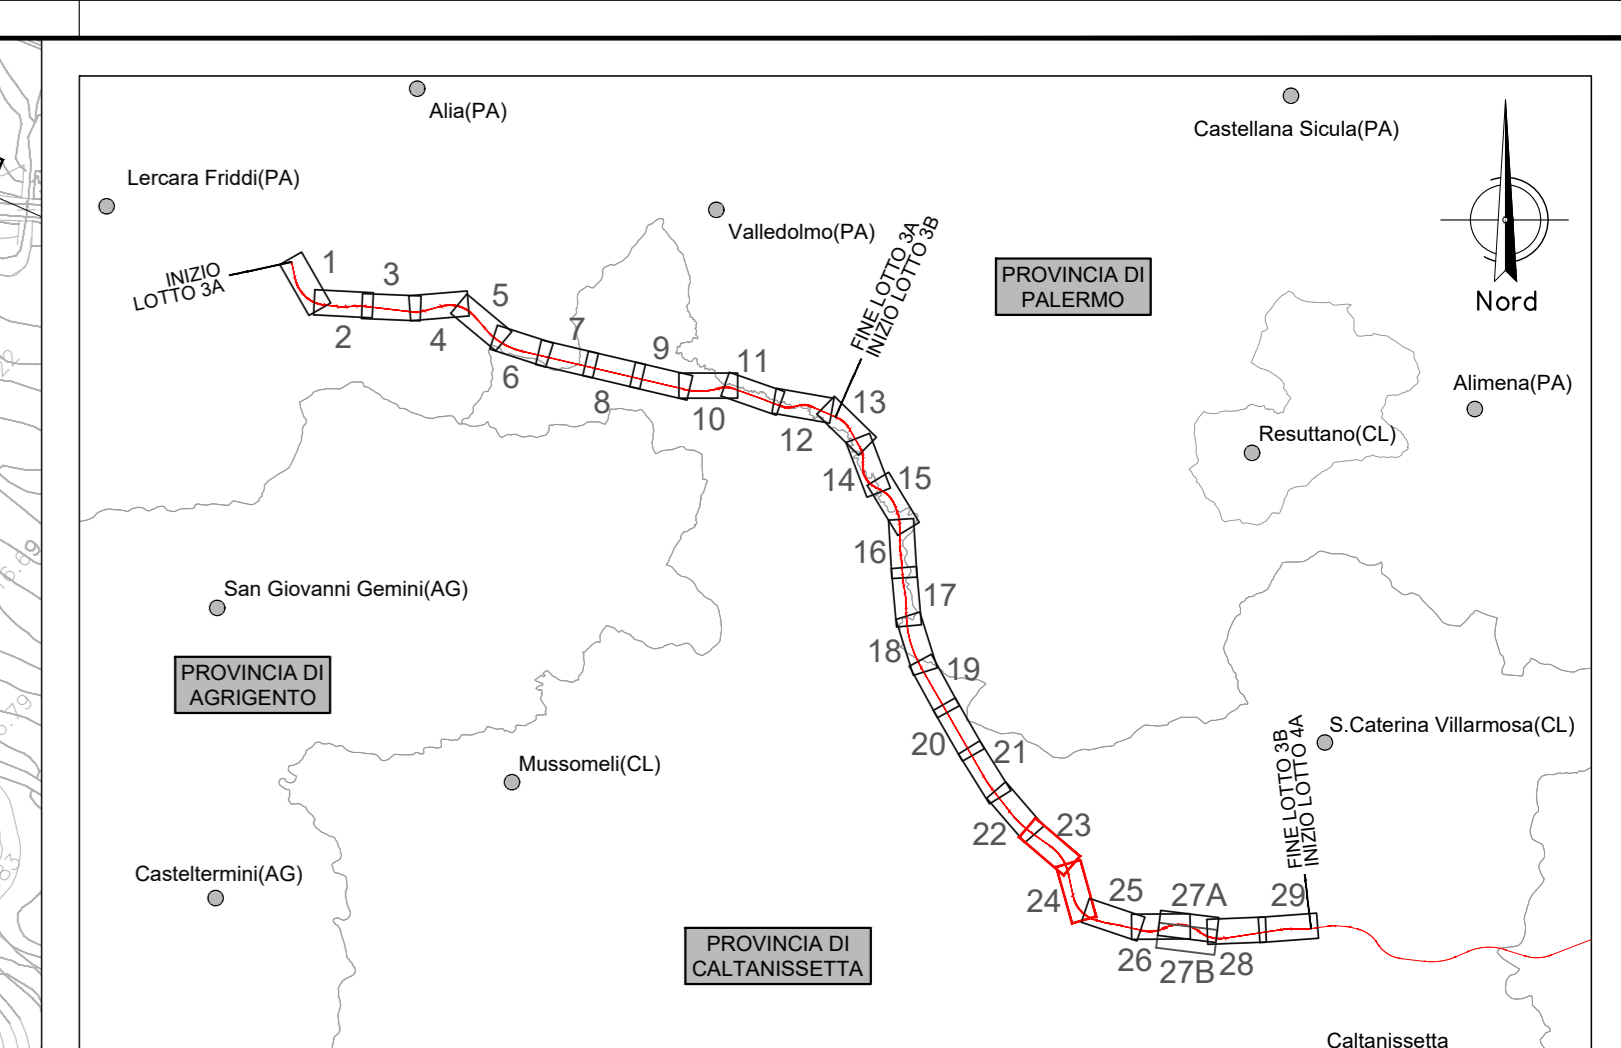 Alia(PA)
Castellana Sicula(PA)
Lercara Friddi(PA)
Valledolmo(PA)
INIZIO
LOTTO 3A
FINE LOTTO 3A
INIZIO LOTTO 3B
PROVINCIA DI
PALERMO
Nord
1
2
3
4
5
6
7
8
9
10
11
12
13
14
15
16
17
18
19
20
21
22
23
24
25
26
27A
27B
28
29
Alimena(PA)
Resuttano(CL)
San Giovanni Gemini(AG)
PROVINCIA DI
AGRIGENTO
S.Caterina Villarmosa(CL)
FINE LOTTO 3B
INIZIO LOTTO 4A
Mussomeli(CL)
Casteltermini(AG)
PROVINCIA DI
CALTANISSETTA
Caltanissetta